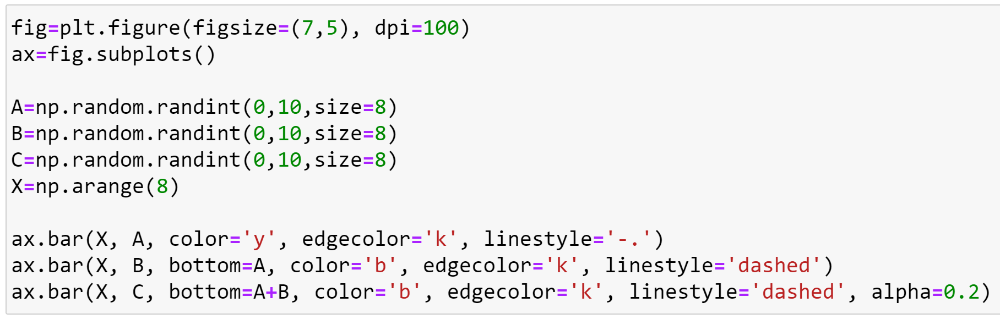 fig=plt.figure(figsize=(7,5), dpi=100)
ax=fig.subplots()
A=np.random.randint(0,10,size=8)
B=np.random.randint(0,10,size=8)
C=np.random.randint(0,10,size=8)
X=np.arange(8)
ax.bar(X, A, color='y', edgecolor='k', linestyle='-.')
ax.bar(X, B, bottom=A, color='b', edgecolor='k', linestyle='dashed')
ax.bar(X, C, bottom=A+B, color='b', edgecolor='k', linestyle='dashed', alpha=0.2)